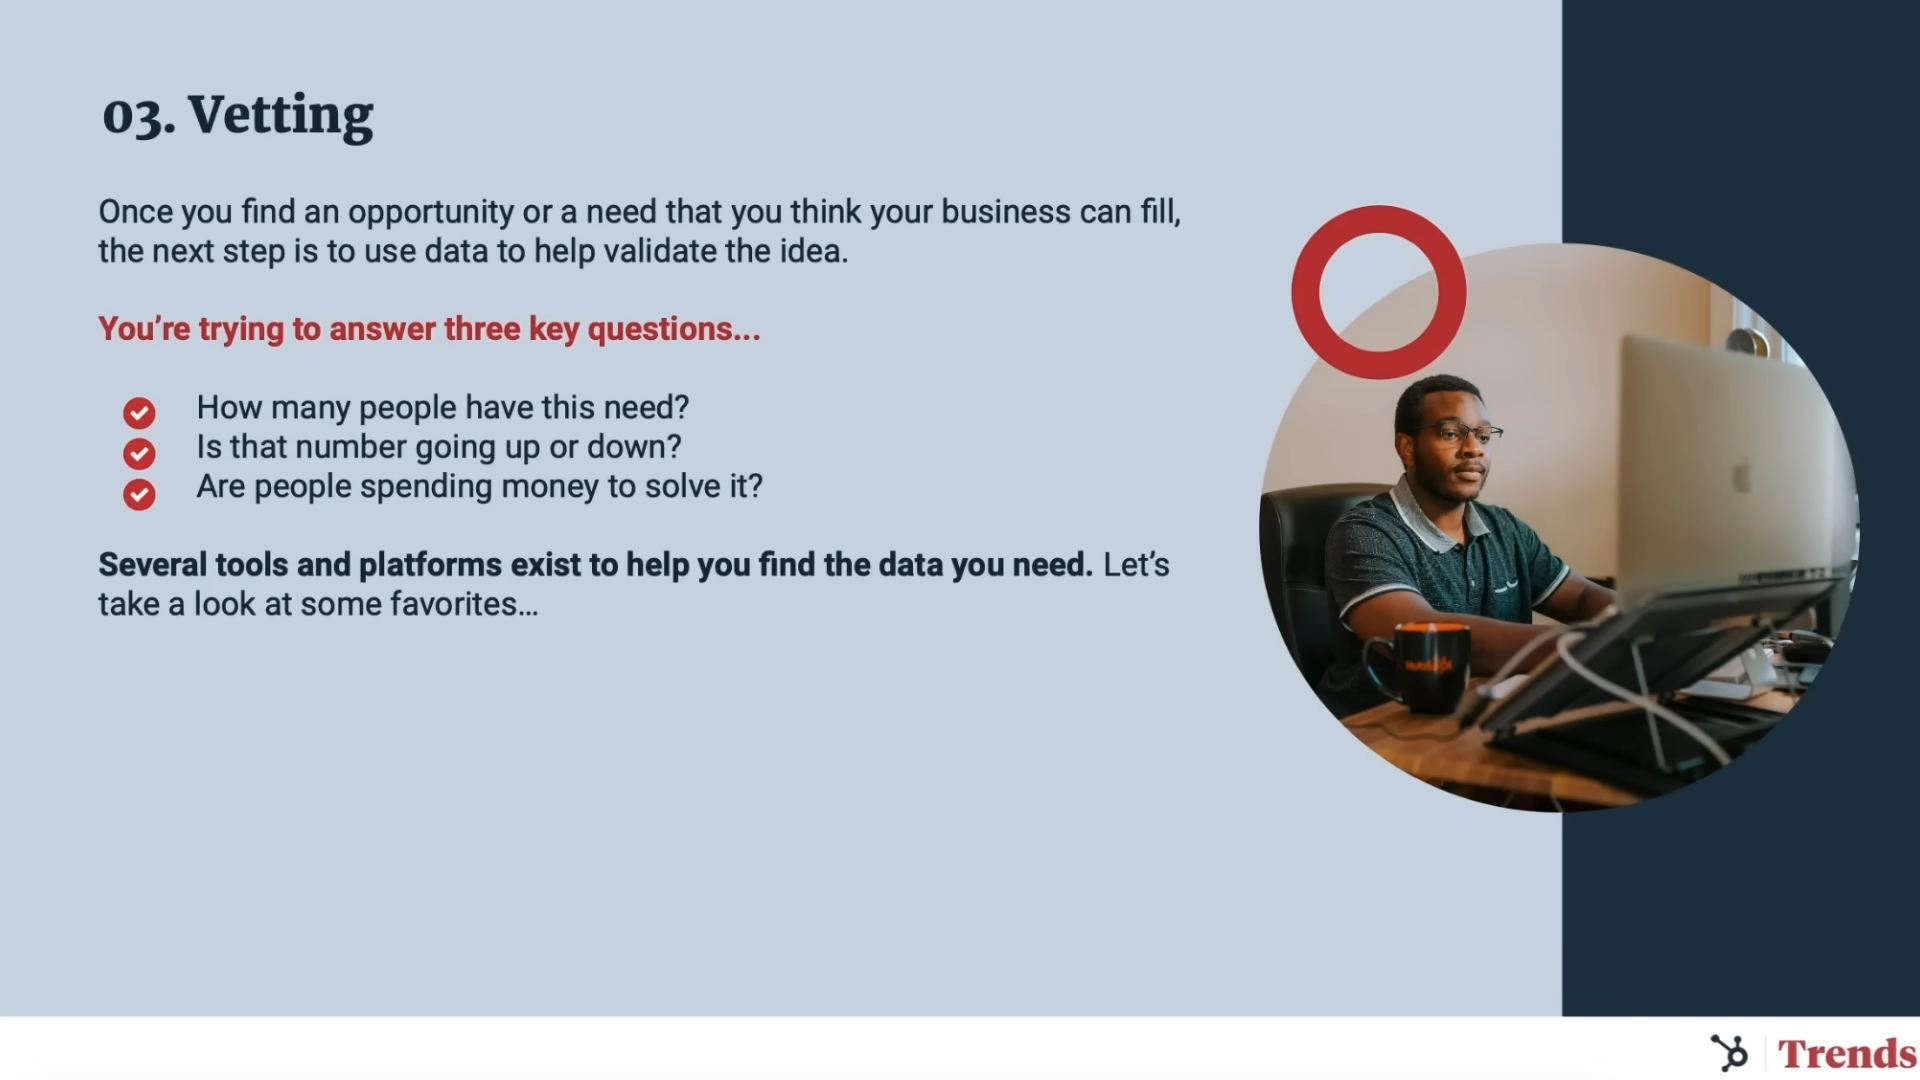 03. Vetting
Once you find an opportunity or a need that you think your business can fill,
the next step is to use data to help validate the idea.
You’re trying to answer three key questions...
How many people have this need?
Is that number going up or down?
Are people spending money to solve it?
Several tools and platforms exist to help you find the data you need. Let’s
take a look at some favorites...
HubSpot
Trends